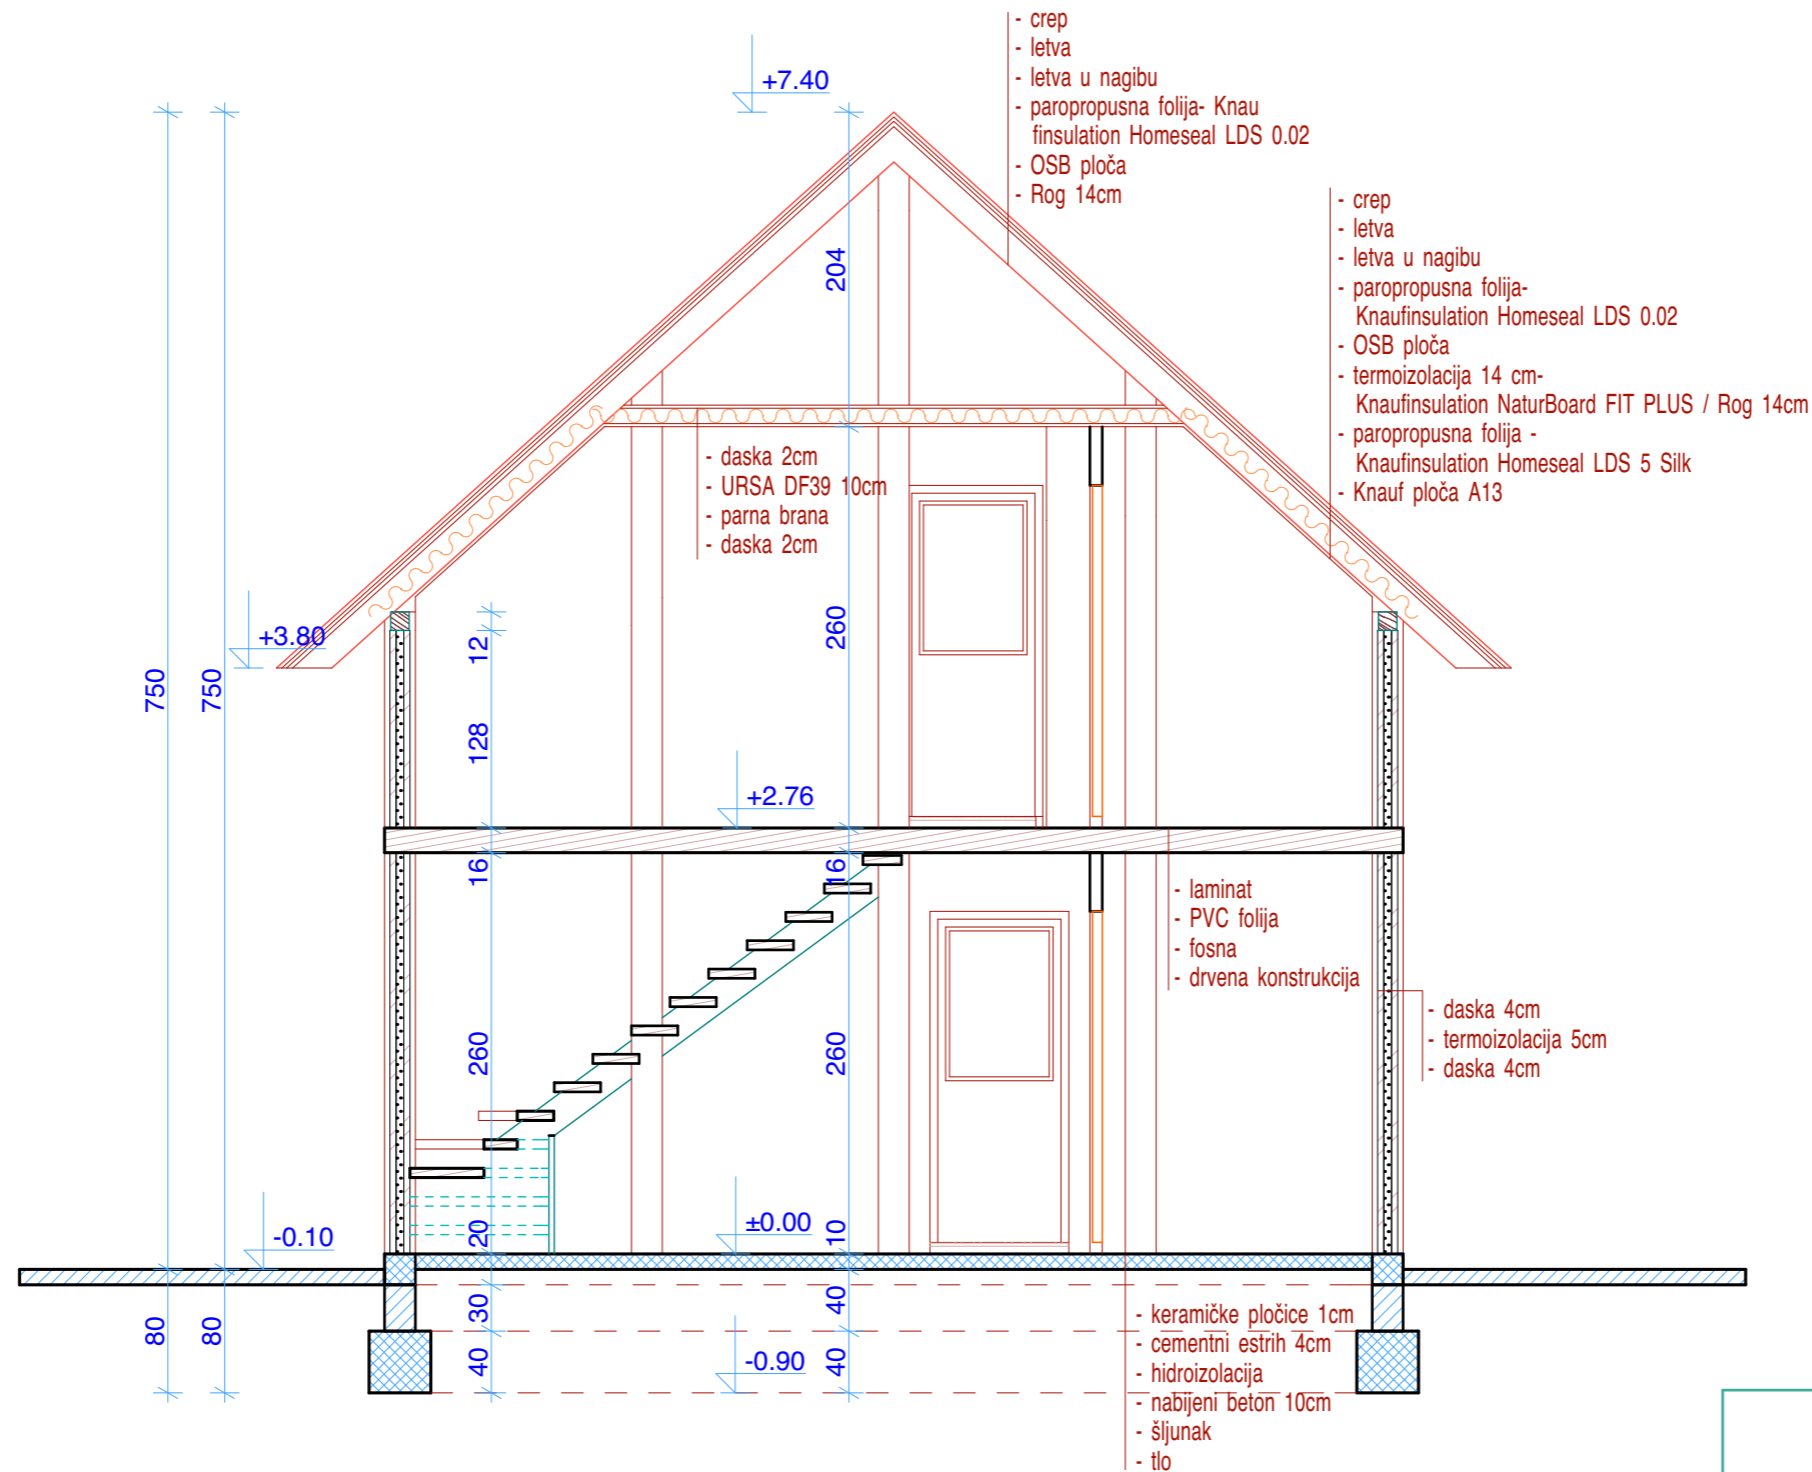 - crep
- letva
- letva u nagibu
- paropropusna folija- Knau
finsulation Homeseal LDS 0.02
- OSB ploča
- Rog 14cm
- crep
- letva
- letva u nagibu
- paropropusna folija-
Knaufinsulation Homeseal LDS 0.02
- OSB ploča
- termoizolacija 14 cm-
Knaufinsulation NaturBoard FIT PLUS / Rog 14cm
- paropropusna folija -
Knaufinsulation Homeseal LDS 5 Silk
- Knauf ploča A13
+7.40
204
- daska 2cm
- URSA DF39 10cm
- parna brana
- daska 2cm
+3.80
750
750
12
128
260
+2.76
16
16
- laminat
- PVC folija
- fosna
- drvena konstrukcija
- daska 4cm
- termoizolacija 5cm
- daska 4cm
260
260
-0.10
20
±0.00
10
80
80
30
40
40
-0.90
40
- keramičke pločice 1cm
- cementni estrih 4cm
- hidroizolacija
- nabijeni beton 10cm
- šljunak
- tlo